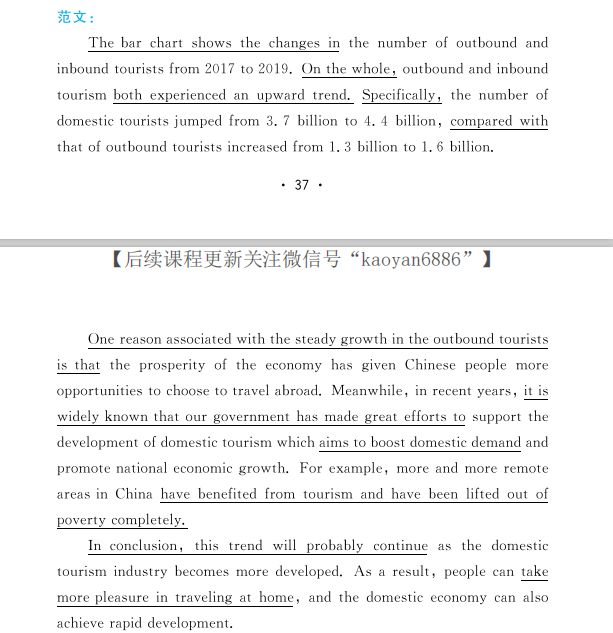 范文：
The bar chart shows the changes in the number of outbound and
inbound tourists from 2017 to 2019. On the whole, outbound and inbound
tourism both experienced an upward trend. Specifically, the number of
domestic tourists jumped from 3. 7 billion to 4. 4 billion, compared with
that of outbound tourists increased from 1. 3 billion to 1. 6 billion.
· 37 ·
【后续课程更新关注微信号“kaoyan6886”】
One reason associated with the steady growth in the outbound tourists
is that the prosperity of the economy has given Chinese people more
opportunities to choose to travel abroad. Meanwhile, in recent years, it is
widely known that our government has made great efforts to support the
development of domestic tourism which aims to boost domestic demand and
promote national economic growth. For example, more and more remote
areas in China have benefited from tourism and have been lifted out of
poverty completely.
In conclusion, this trend will probably continue as the domestic
tourism industry becomes more developed. As a result, people can take
more pleasure in traveling at home, and the domestic economy can also
achieve rapid development.